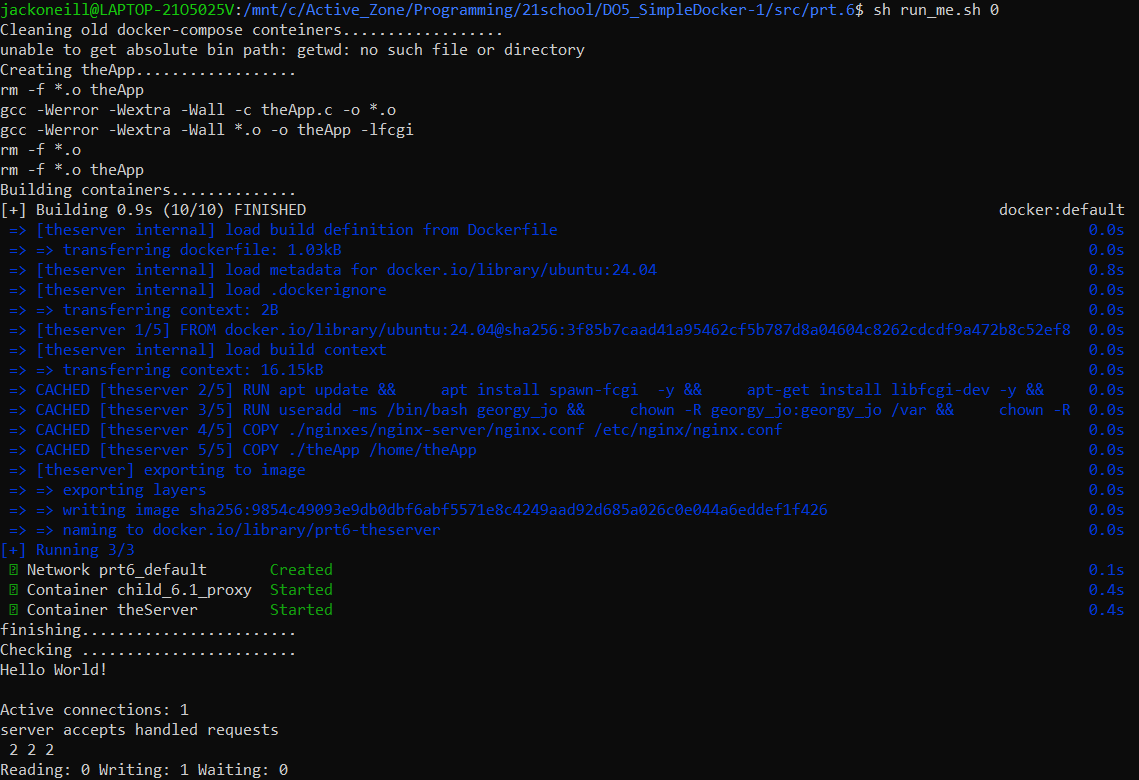 jackoneill@LAPTOP-21O5025V:/mnt/c/Active_Zone/Programming/21school/DO5_SimpleDocker-1/src/prt.6$ sh run_me.sh 0
Cleaning old docker-compose conteiners..................
unable to get absolute bin path: getwd: no such file or directory
Creating theApp..................
rm -f *.o theApp
gcc -Werror -Wextra -Wall -c theApp.c -o *.o
gcc -Werror -Wextra -Wall *.o -o theApp -lfcgi
rm -f *.o
rm -f *.o theApp
Building containers..............
[+] Building 0.9s (10/10) FINISHED docker:default
=> [theserver internal] load build definition from Dockerfile 0.0s
=> => transferring dockerfile: 1.03kB 0.0s
=> [theserver internal] load metadata for docker.io/library/ubuntu:24.04 0.8s
=> [theserver internal] load .dockerignore 0.0s
=> => transferring context: 2B 0.0s
=> [theserver 1/5] FROM docker.io/library/ubuntu:24.04@sha256:3f85b7caad41a95462cf5b787d8a04604c8262cdcdf9a472b8c52ef8 0.0s
=> [theserver internal] load build context 0.0s
=> => transferring context: 16.15kB 0.0s
=> CACHED [theserver 2/5] RUN apt update && apt install spawn-fcgi -y && apt-get install libfcgi-dev -y && 0.0s
=> CACHED [theserver 3/5] RUN useradd -ms /bin/bash georgy_jo && chown -R georgy_jo:georgy_jo /var && chown -R 0.0s
=> CACHED [theserver 4/5] COPY ./nginxes/nginx-server/nginx.conf /etc/nginx/nginx.conf 0.0s
=> CACHED [theserver 5/5] COPY ./theApp /home/theApp 0.0s
=> [theserver] exporting to image 0.0s
=> => exporting layers 0.0s
=> => writing image sha256:9854c49093e9db0dbf6abf5571e8c4249aad92d685a026c0e044a6eddef1f426 0.0s
=> => naming to docker.io/library/prt6-theserver 0.0s
[+] Running 3/3
Network prt6_default Created 0.1s
Container child_6.1_proxy Started 0.4s
Container theServer Started 0.4s
finishing........................
Checking ........................
Hello World!
Active connections: 1
server accepts handled requests
2 2 2
Reading: 0 Writing: 1 Waiting: 0